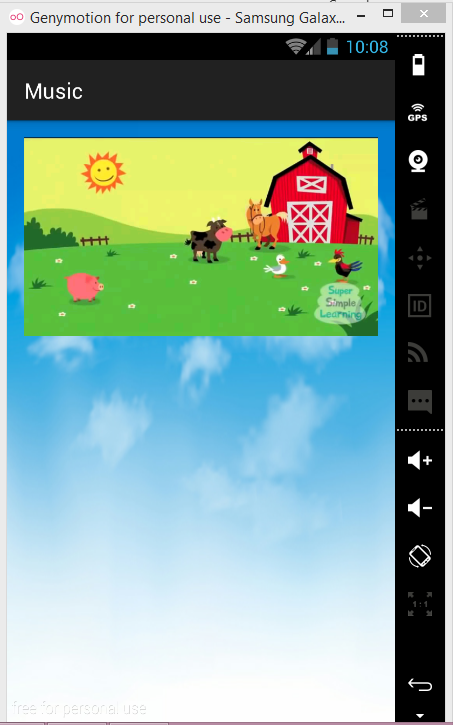 Genymotion for personal use - Samsung Galax...
10:08
Music
GPS
Super
Simple
Learning
ID
1:1
free for personal use